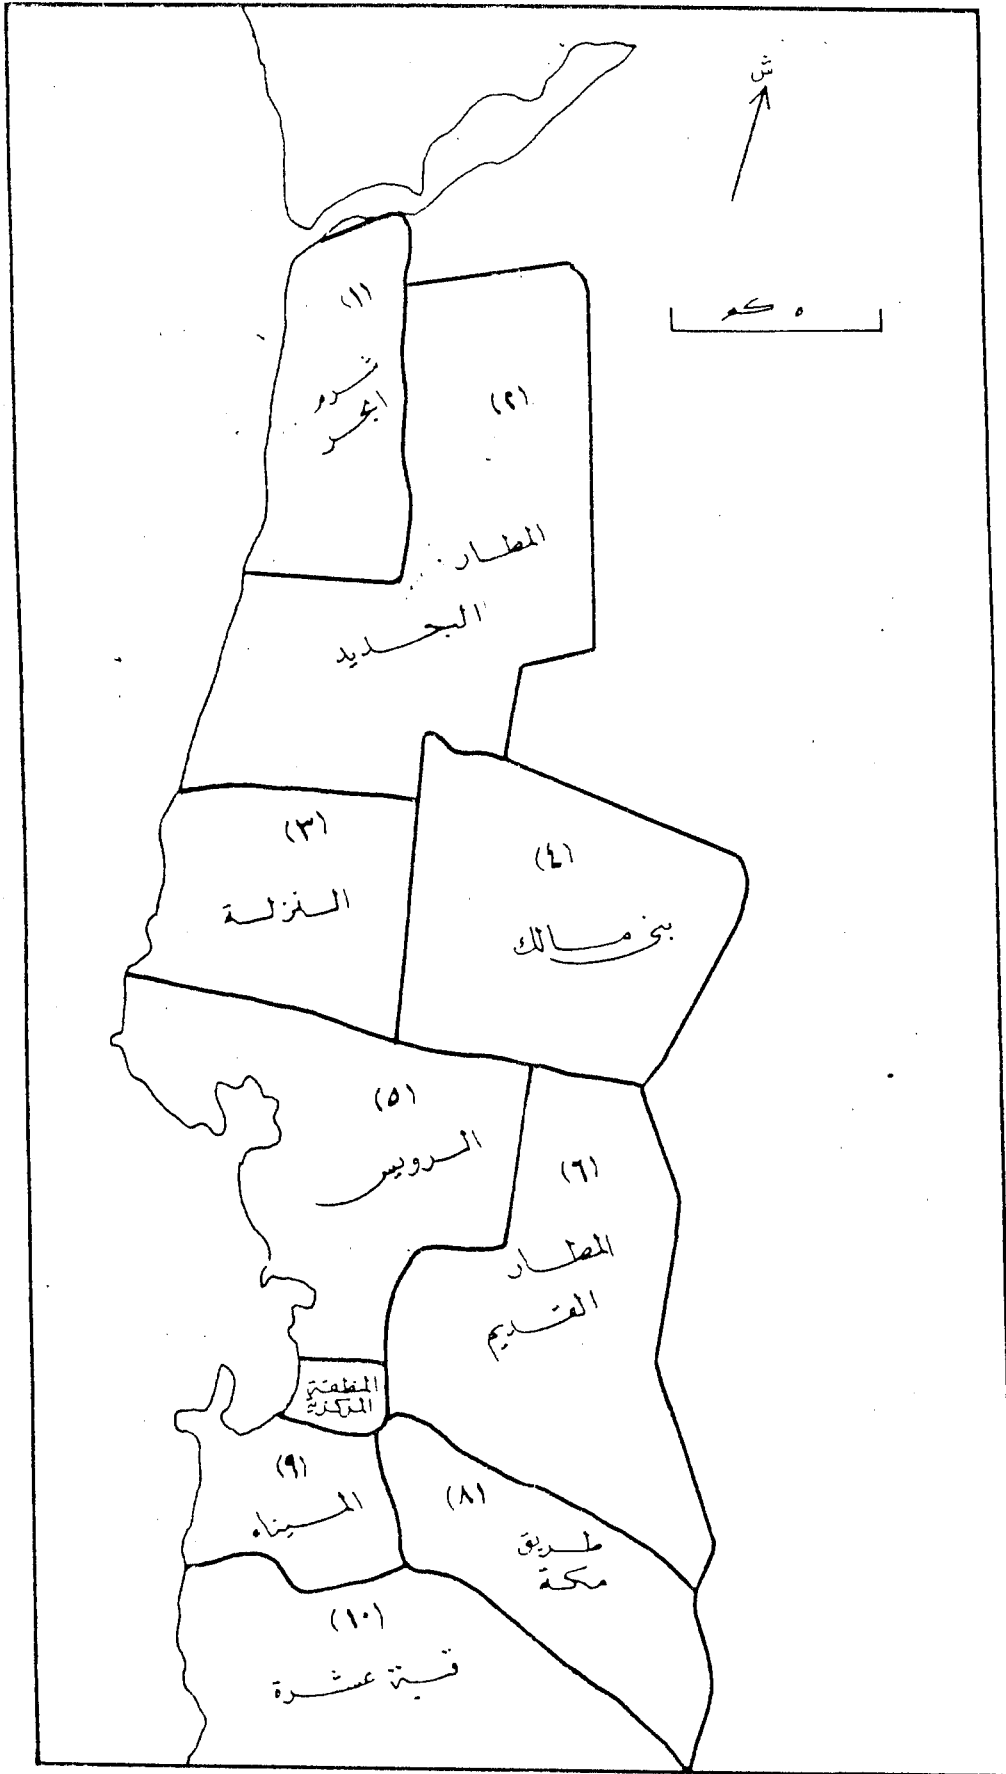 ش
٥ كم
(١)
شرم
ابحر
(٢)
المطار
الجديد
(٣)
النزلة
(٤)
بني مالك
(٥)
الرويس
(٦)
المطار
القديم
المنطقة
المركزية
(٩)
الميناء
(٨)
طريق
مكة
(١٠)
قبة عشرة